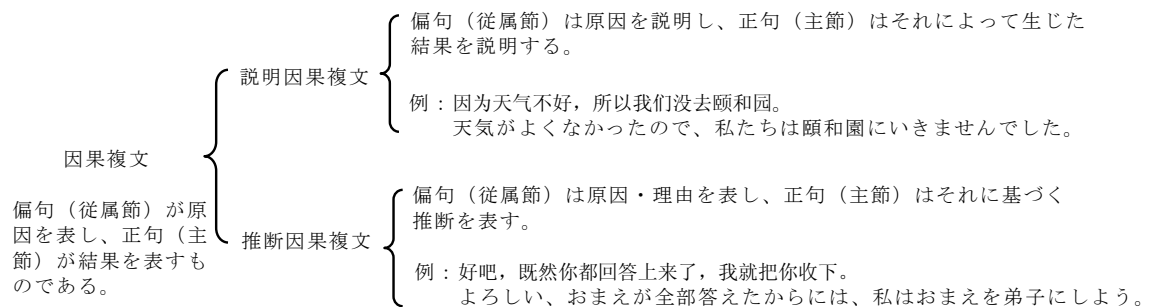 偏句（従属節）は原因を説明し、正句（主節）はそれによって生じた
結果を説明する。
説明因果複文
例：因为天气不好，所以我们没去颐和园。
天気がよくなかったので、私たちは頤和園にいきませんでした。
因果複文
偏句（従属節）が原
因を表し、正句（主
節）が結果を表すも
のである。
偏句（従属節）は原因・理由を表し、正句（主節）はそれに基づく
推断を表す。
推断因果複文
例：好吧，既然你都回答上来了，我就把你收下。
よろしい、おまえが全部答えたからには、私はおまえを弟子にしよう。